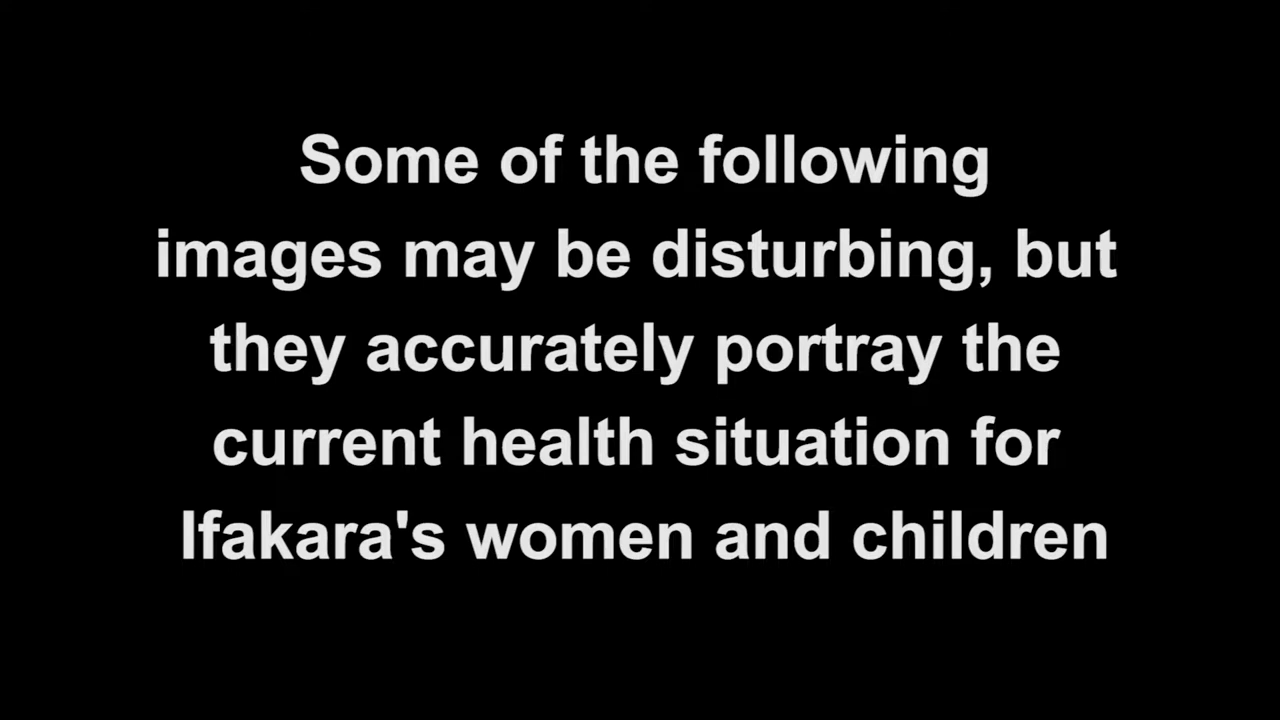 Some of the following
images may be disturbing, but
they accurately portray the
current health situation for
Ifakara's women and children